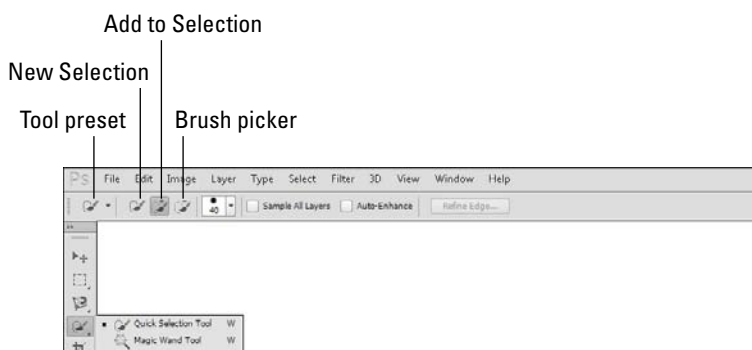 Add to Selection
New Selection
Tool preset
Brush picker
Ps File Edit Image Layer Type Select Filter 3D View Window Help
40 Sample All Layers Auto-Enhance Refine Edge...
Quick Selection Tool W
Magic Wand Tool W